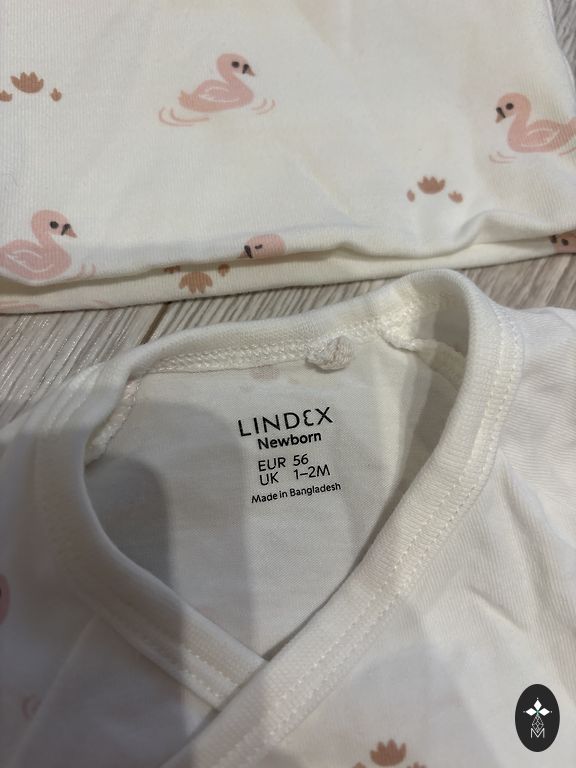 LINDEX
Newborn
EUR 56
UK 1–2M
Made in Bangladesh
M